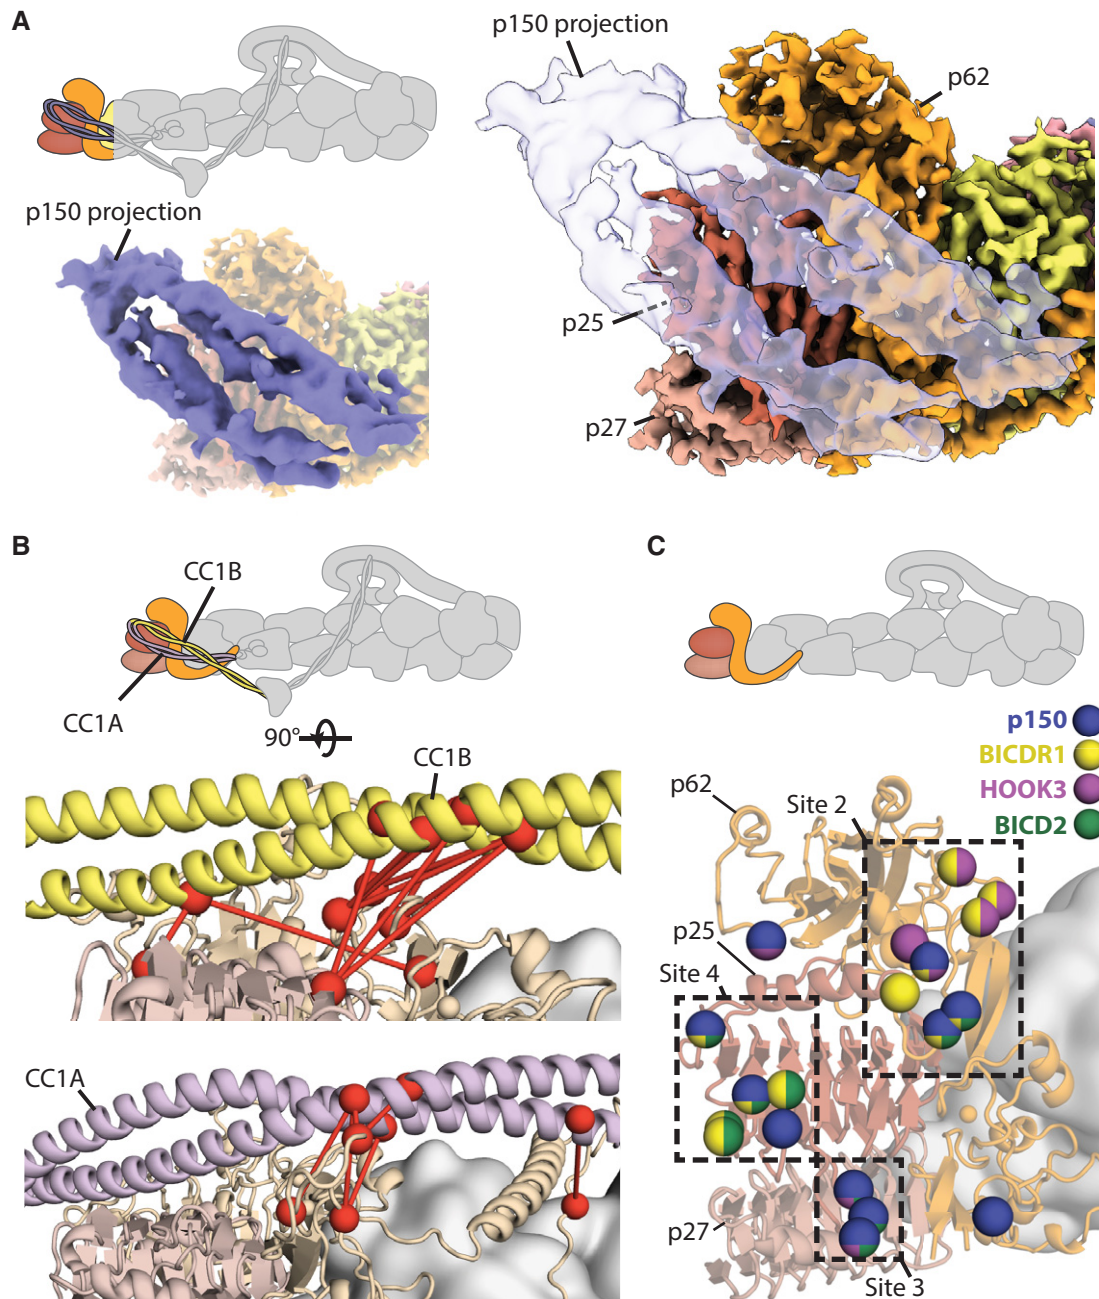 A
p150 projection
p62
p150 projection
p25
p27
B
C
CC1B
CC1A
90°
CC1B
CC1A
p150
BICDR1
HOOK3
BICD2
p62
Site 2
p25
Site 4
p27
Site 3